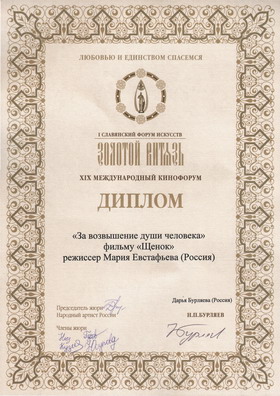 ЛЮБОВЬЮ И ЕДИНСТВОМ СПАСЕМСЯ
I СЛАВЯНСКИЙ ФОРУМ ИСКУССТВ
ЗОЛОТОЙ ВИТЯЗЬ
XIX МЕЖДУНАРОДНЫЙ КИНОФОРУМ
ДИПЛОМ
«За возвышение души человека»
фильму «Щенок»
режиссер Мария Евстафьева (Россия)
Дарья Бурляева (Россия)
Председатель жюри
Народный артист России
Н.П.БУРЛЯЕВ
Члены жюри